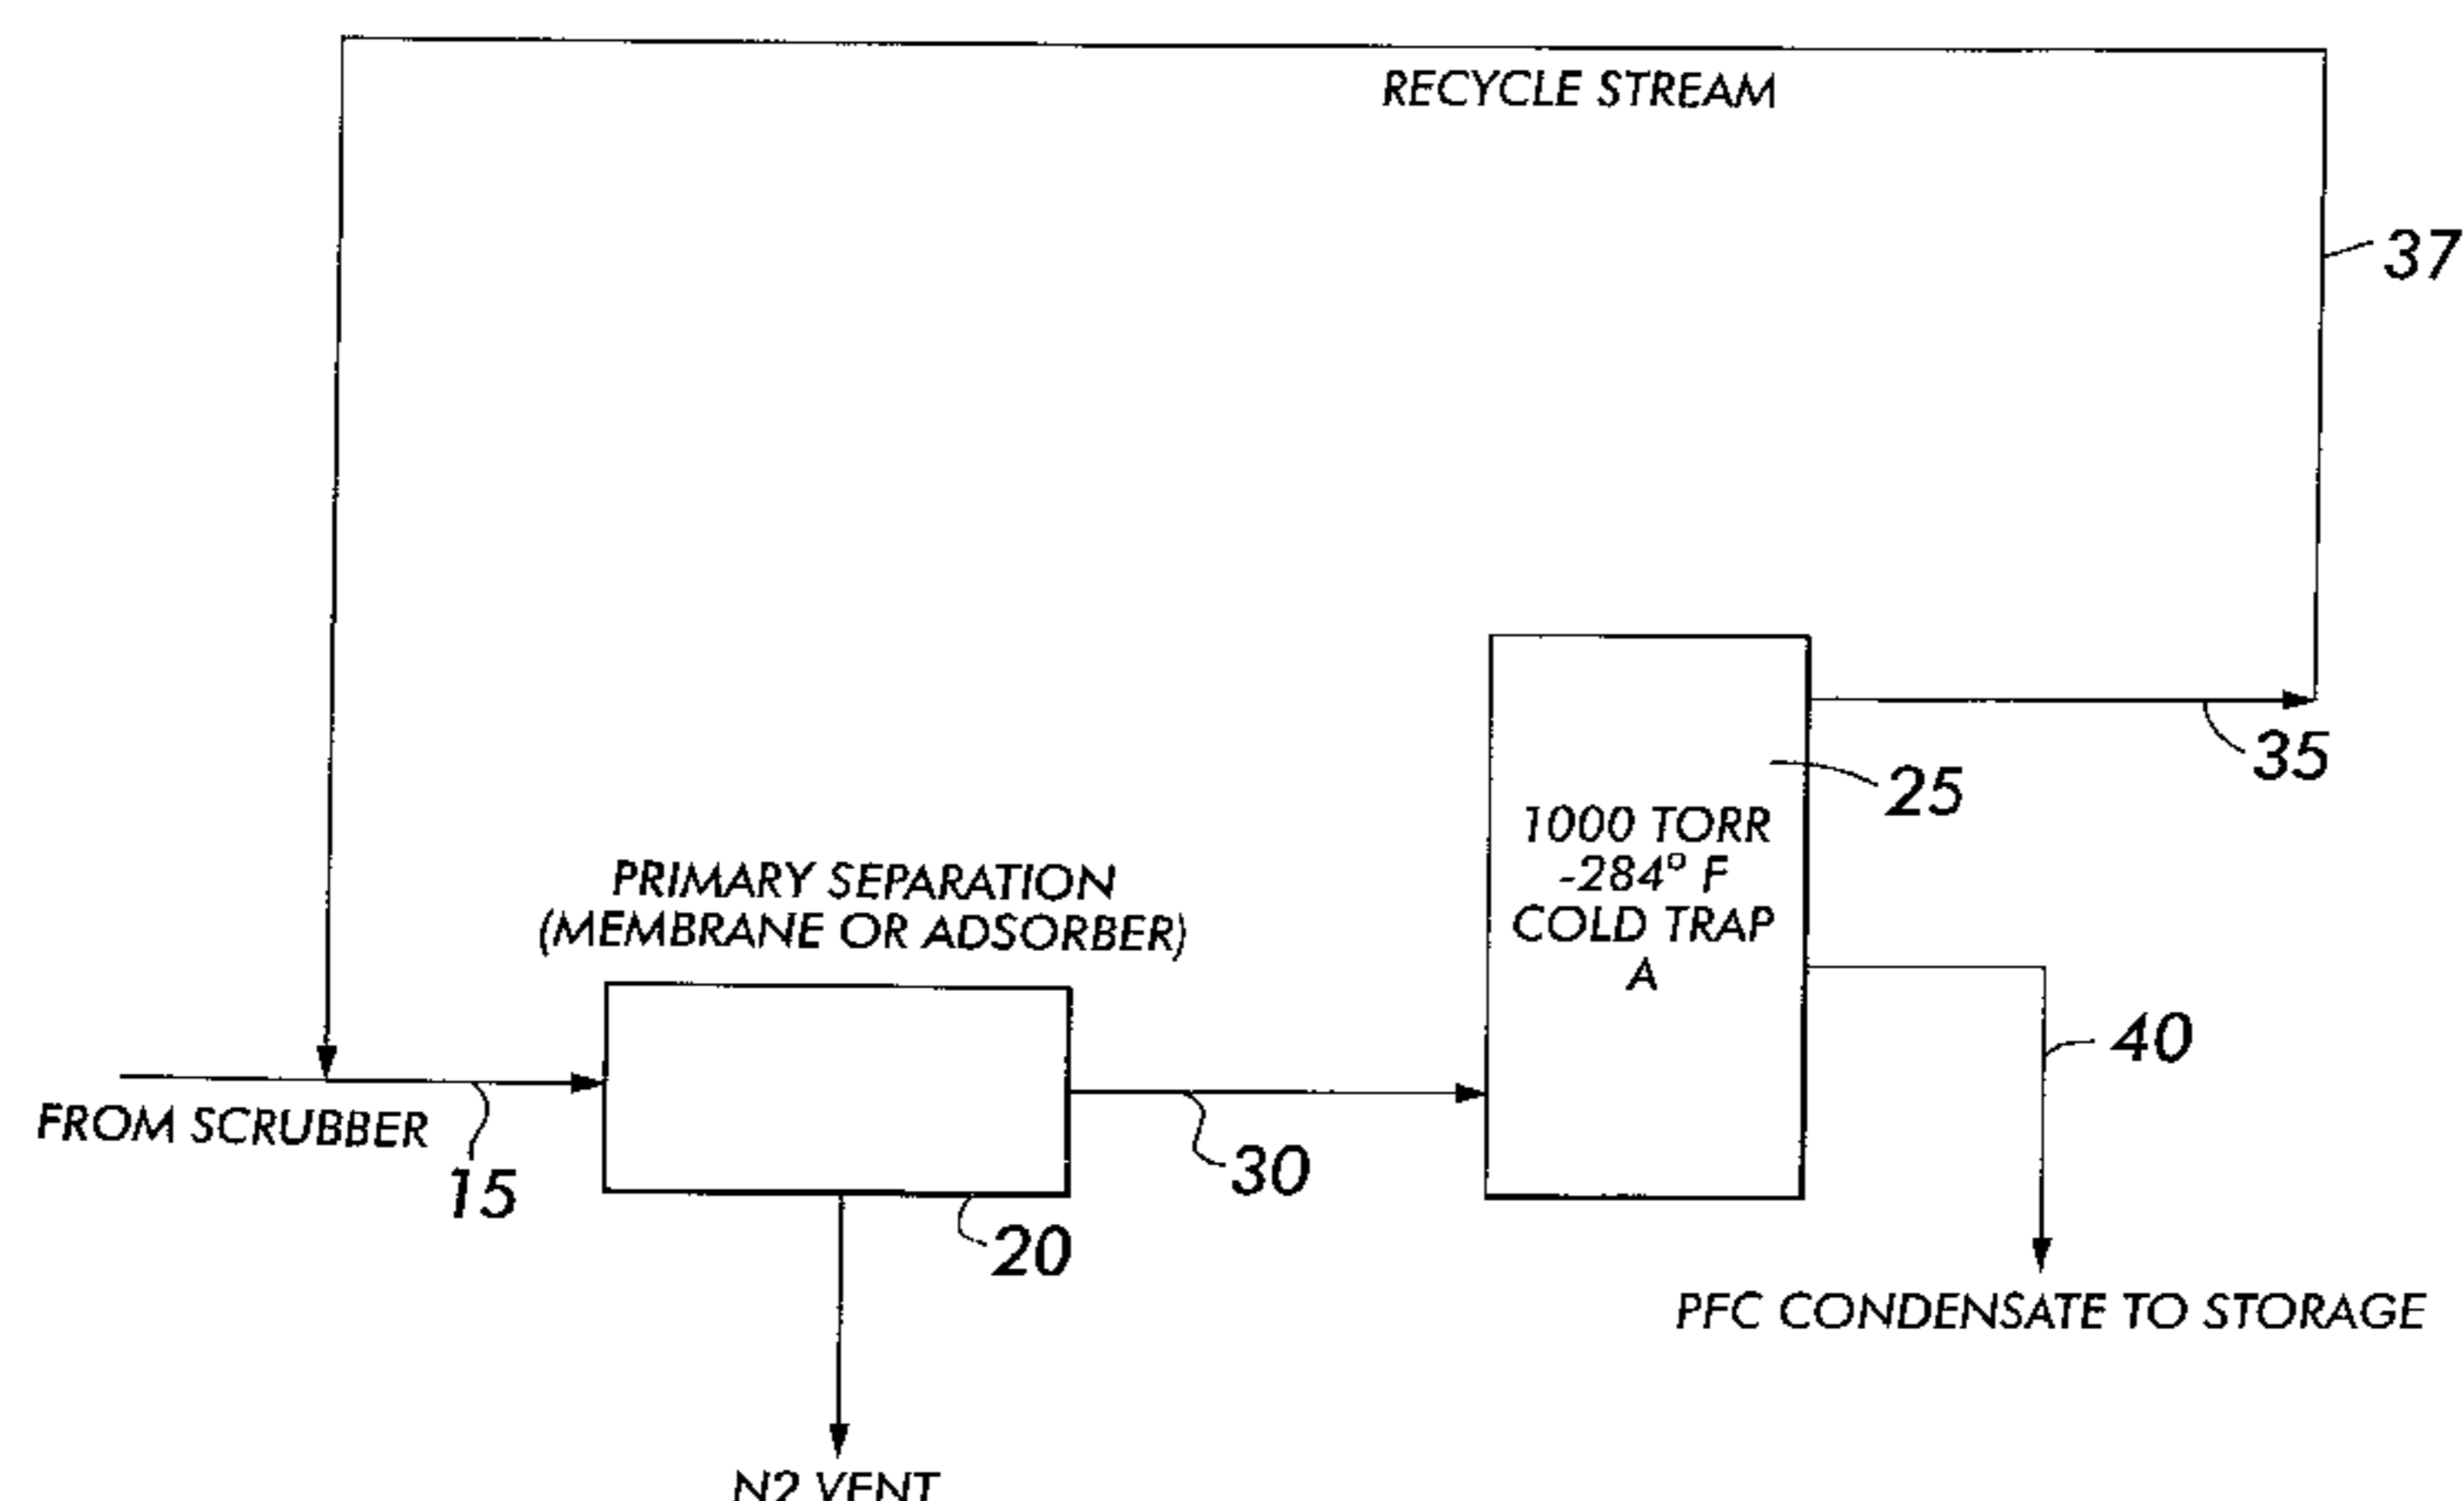 RECYCLE STREAM
37
35
25
1000 TORR
-284° F
COLD TRAP
A
PRIMARY SEPARATION
(MEMBRANE OR ADSORBER)
40
FROM SCRUBBER
15
30
20
PFC CONDENSATE TO STORAGE
N2 VENT